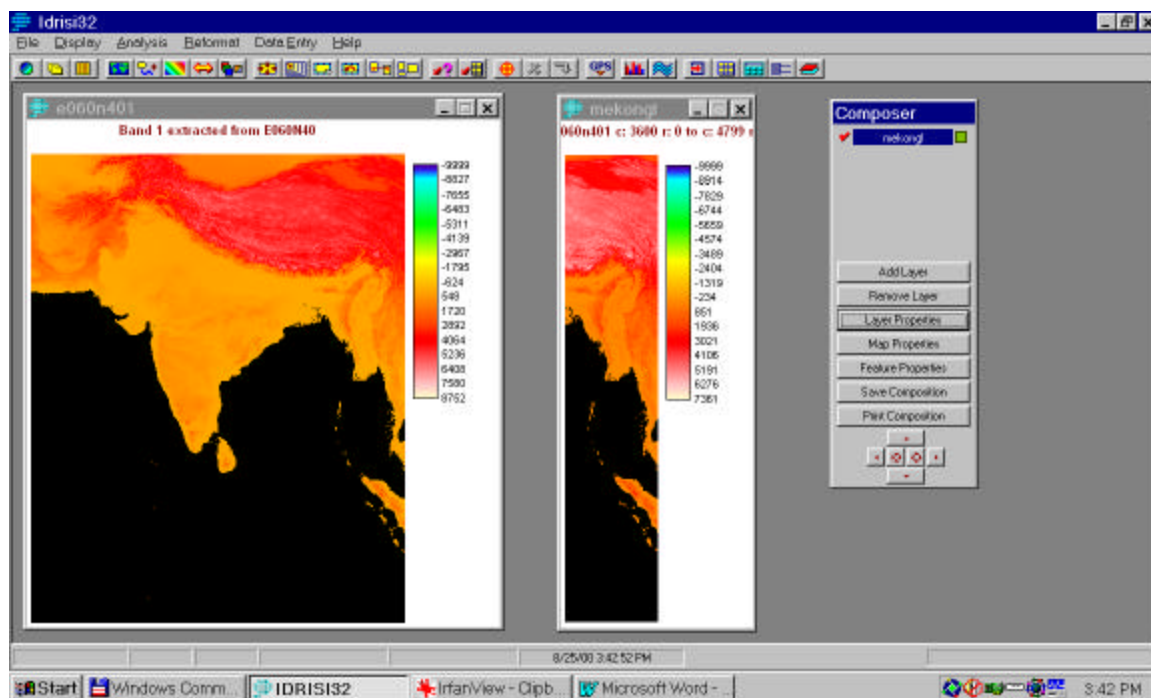 Idrisi32
File Display Analysis Reformat Data Entry Help
GPS
e060n401
Band 1 extracted from E060N40
-9999
-8827
-7655
-6483
-5311
-4139
-2967
-1795
-624
548
1720
2892
4064
5236
6408
7580
8752
mekongl
060n401 c: 3600 r: 0 to c: 4799 r
-9999
-8914
-7829
-6744
-5659
-4574
-3489
-2404
-1319
-234
851
1936
3021
4106
5191
6276
7361
Composer
mekongl
Add Layer
Remove Layer
Layer Properties
Map Properties
Feature Properties
Save Composition
Print Composition
8/25/00 3:42:52 PM
Start Windows Comm... IDRISI32 IrfanView - Clipb... Microsoft Word - ... 3:42 PM